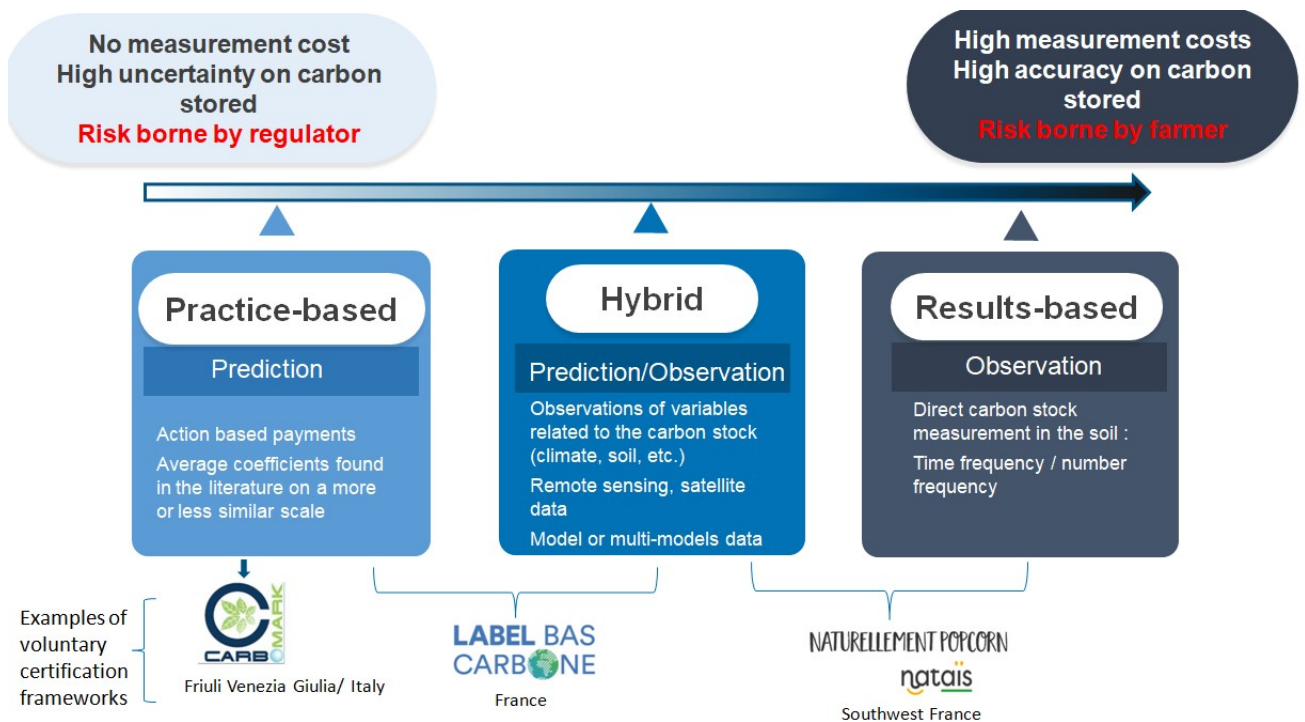 No measurement cost
High uncertainty on carbon
stored
Risk borne by regulator
High measurement costs
High accuracy on carbon
stored
Risk borne by farmer
Practice-based
Prediction
Action based payments
Average coefficients found
in the literature on a more
or less similar scale
Hybrid
Prediction/Observation
Observations of variables
related to the carbon stock
(climate, soil, etc.)
Remote sensing, satellite
data
Model or multi-models data
Results-based
Observation
Direct carbon stock
measurement in the soil :
Time frequency / number
frequency
Examples of
voluntary
certification
frameworks
CARBOMARK
Friuli Venezia Giulia/ Italy
LABEL BAS
CARBONE
France
NATURELLEMENT POPCORN
nataïs
Southwest France